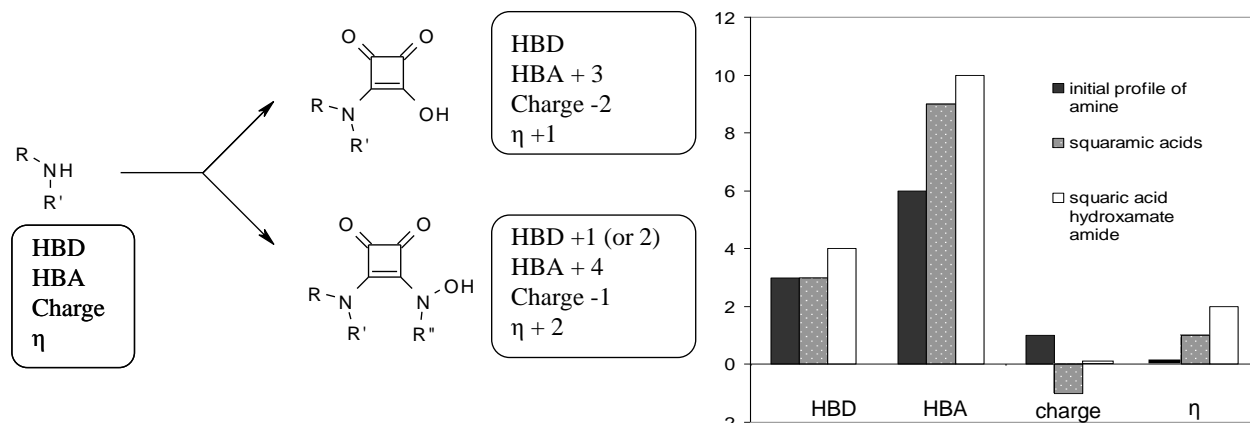 R
NH
R'
HBD
HBA
Charge
η
O
O
R
N
OH
R'
HBD
HBA + 3
Charge -2
η +1
O
O
R
N
R'
N
OH
R"
HBD +1 (or 2)
HBA + 4
Charge -1
η + 2
12
10
8
6
4
2
0
-2
HBD
HBA
charge
η
initial profile of
amine
squaramic acids
squaric acid
hydroxamate
amide